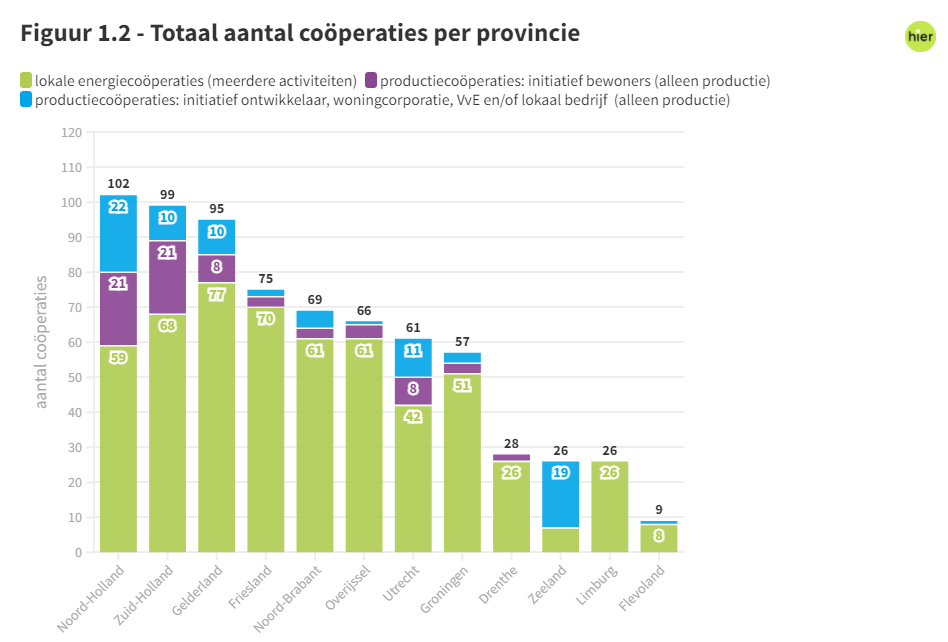 Figuur 1.2 - Totaal aantal coöperaties per provincie
hier
lokale energiecoöperaties (meerdere activiteiten) productiecoöperaties: initiatief bewoners (alleen productie)
productiecoöperaties: initiatief ontwikkelaar, woningcorporatie, VvE en/of lokaal bedrijf (alleen productie)
aantal coöperaties
120
110
100
90
80
70
60
50
40
30
20
10
0
102 99 95 75 69 66 61 57 28 26 26 9
22 10 10 11 19
21 21 8 8
59 68 77 70 61 61 42 51 26 26 8
Noord-Holland Zuid-Holland Gelderland Friesland Noord-Brabant Overijssel Utrecht Groningen Drenthe Zeeland Limburg Flevoland